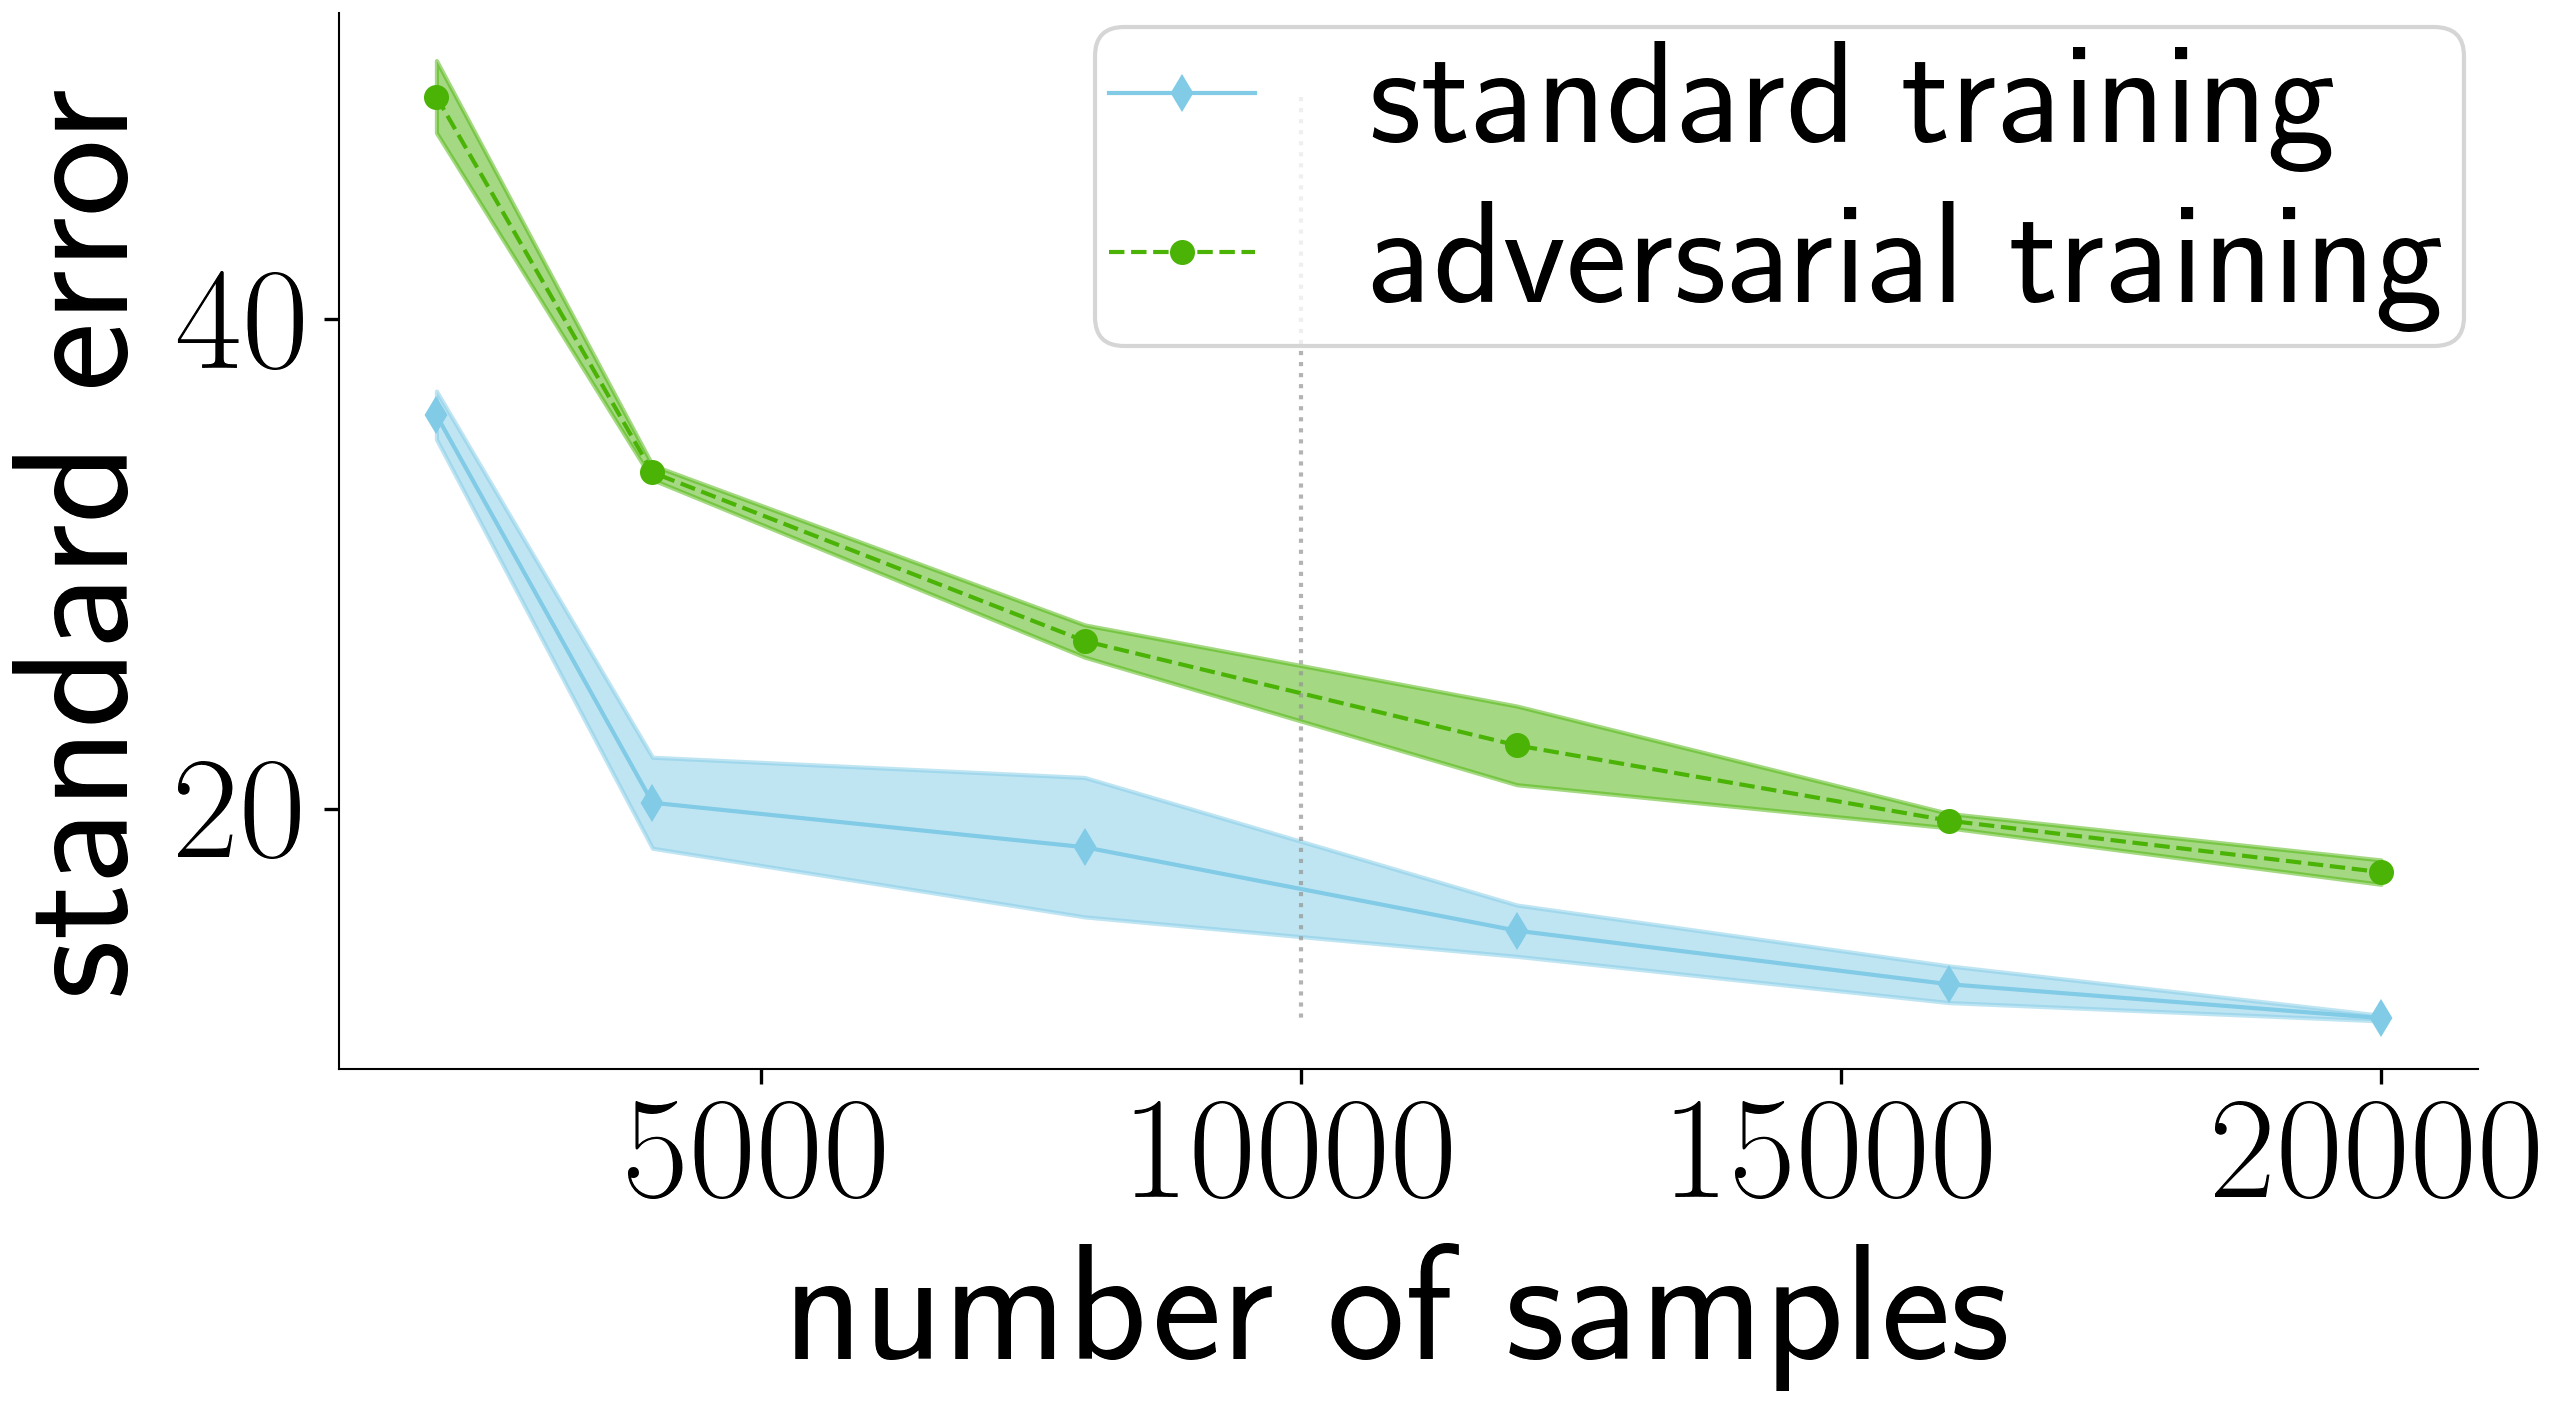 standard training
adversarial training
standard error
40
20
5000 10000 15000 20000
number of samples